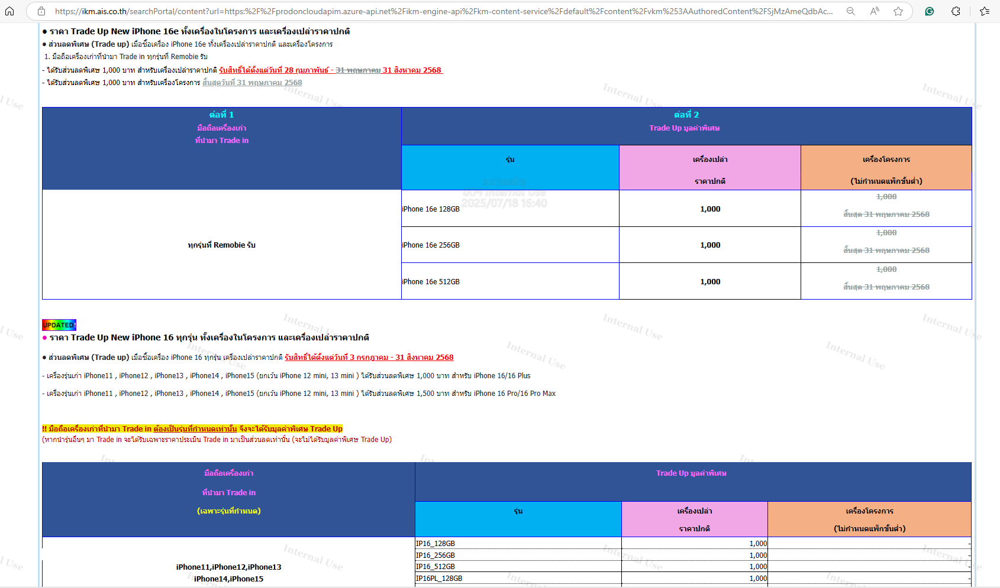 https://ikm.ais.co.th/searchPortal/content?url=https:%2F%2Fprodoncloudapim.azure-api.net%2Fikm-engine-api%2Fkm-content-service%2Fdefault%2Fcontent%2Fvkm%253AAuthoredContent%2FSjMzAmeQdbAc...
● ราคา Trade Up New iPhone 16e ทั้งเครื่องในโครงการ และเครื่องเปล่าราคาปกติ
● ส่วนลดพิเศษ (Trade up) เมื่อซื้อเครื่อง iPhone 16e ทั้งเครื่องเปล่าราคาปกติ และเครื่องโครงการ
1. มือถือเครื่องเก่าที่นำมา Trade in ทุกรุ่นที่ Remobie รับ
- ได้รับส่วนลดพิเศษ 1,000 บาท สำหรับเครื่องเปล่าราคาปกติ รับสิทธิ์ได้ตั้งแต่วันที่ 28 กุมภาพันธ์ - 31 พฤษภาคม 31 สิงหาคม 2568
- ได้รับส่วนลดพิเศษ 1,000 บาท สำหรับเครื่องโครงการ สิ้นสุดวันที่ 31 พฤษภาคม 2568
ต่อที่ 1
มือถือเครื่องเก่า
ที่นำมา Trade in
ต่อที่ 2
Trade Up มูลค่าพิเศษ
รุ่น
เครื่องเปล่า
ราคาปกติ
เครื่องโครงการ
(ไม่กำหนดแพ็กขั้นต่ำ)
IKM Internal Use
2025/07/18 16:40
ทุกรุ่นที่ Remobie รับ
iPhone 16e 128GB
1,000
1,000
สิ้นสุด 31 พฤษภาคม 2568
iPhone 16e 256GB
1,000
1,000
สิ้นสุด 31 พฤษภาคม 2568
iPhone 16e 512GB
1,000
1,000
สิ้นสุด 31 พฤษภาคม 2568
UPDATED!
● ราคา Trade Up New iPhone 16 ทุกรุ่น ทั้งเครื่องในโครงการ และเครื่องเปล่าราคาปกติ
● ส่วนลดพิเศษ (Trade up) เมื่อซื้อเครื่อง iPhone 16 ทุกรุ่น เครื่องเปล่าราคาปกติ รับสิทธิ์ได้ตั้งแต่วันที่ 3 กรกฎาคม - 31 สิงหาคม 2568
- เครื่องรุ่นเก่า iPhone11 , iPhone12 , iPhone13 , iPhone14 , iPhone15 (ยกเว้น iPhone 12 mini, 13 mini ) ได้รับส่วนลดพิเศษ 1,000 บาท สำหรับ iPhone 16/16 Plus
- เครื่องรุ่นเก่า iPhone11 , iPhone12 , iPhone13 , iPhone14 , iPhone15 (ยกเว้น iPhone 12 mini, 13 mini ) ได้รับส่วนลดพิเศษ 1,500 บาท สำหรับ iPhone 16 Pro/16 Pro Max
!! มือถือเครื่องเก่าที่นำมา Trade in ต้องเป็นรุ่นที่กำหนดเท่านั้น จึงจะได้รับมูลค่าพิเศษ Trade Up
(หากนำรุ่นอื่นๆ มา Trade in จะได้รับเฉพาะราคาประเมิน Trade in มาเป็นส่วนลดเท่านั้น (จะไม่ได้รับมูลค่าพิเศษ Trade Up)
มือถือเครื่องเก่า
ที่นำมา Trade in
(เฉพาะรุ่นที่กำหนด)
Trade Up มูลค่าพิเศษ
รุ่น
เครื่องเปล่า
ราคาปกติ
เครื่องโครงการ
(ไม่กำหนดแพ็กขั้นต่ำ)
IP16_128GB 1,000 -
IP16_256GB 1,000 -
iPhone11,iPhone12,iPhone13
IP16_512GB 1,000 -
iPhone14,iPhone15
IP16PL_128GB 1,000 -
Internal Use